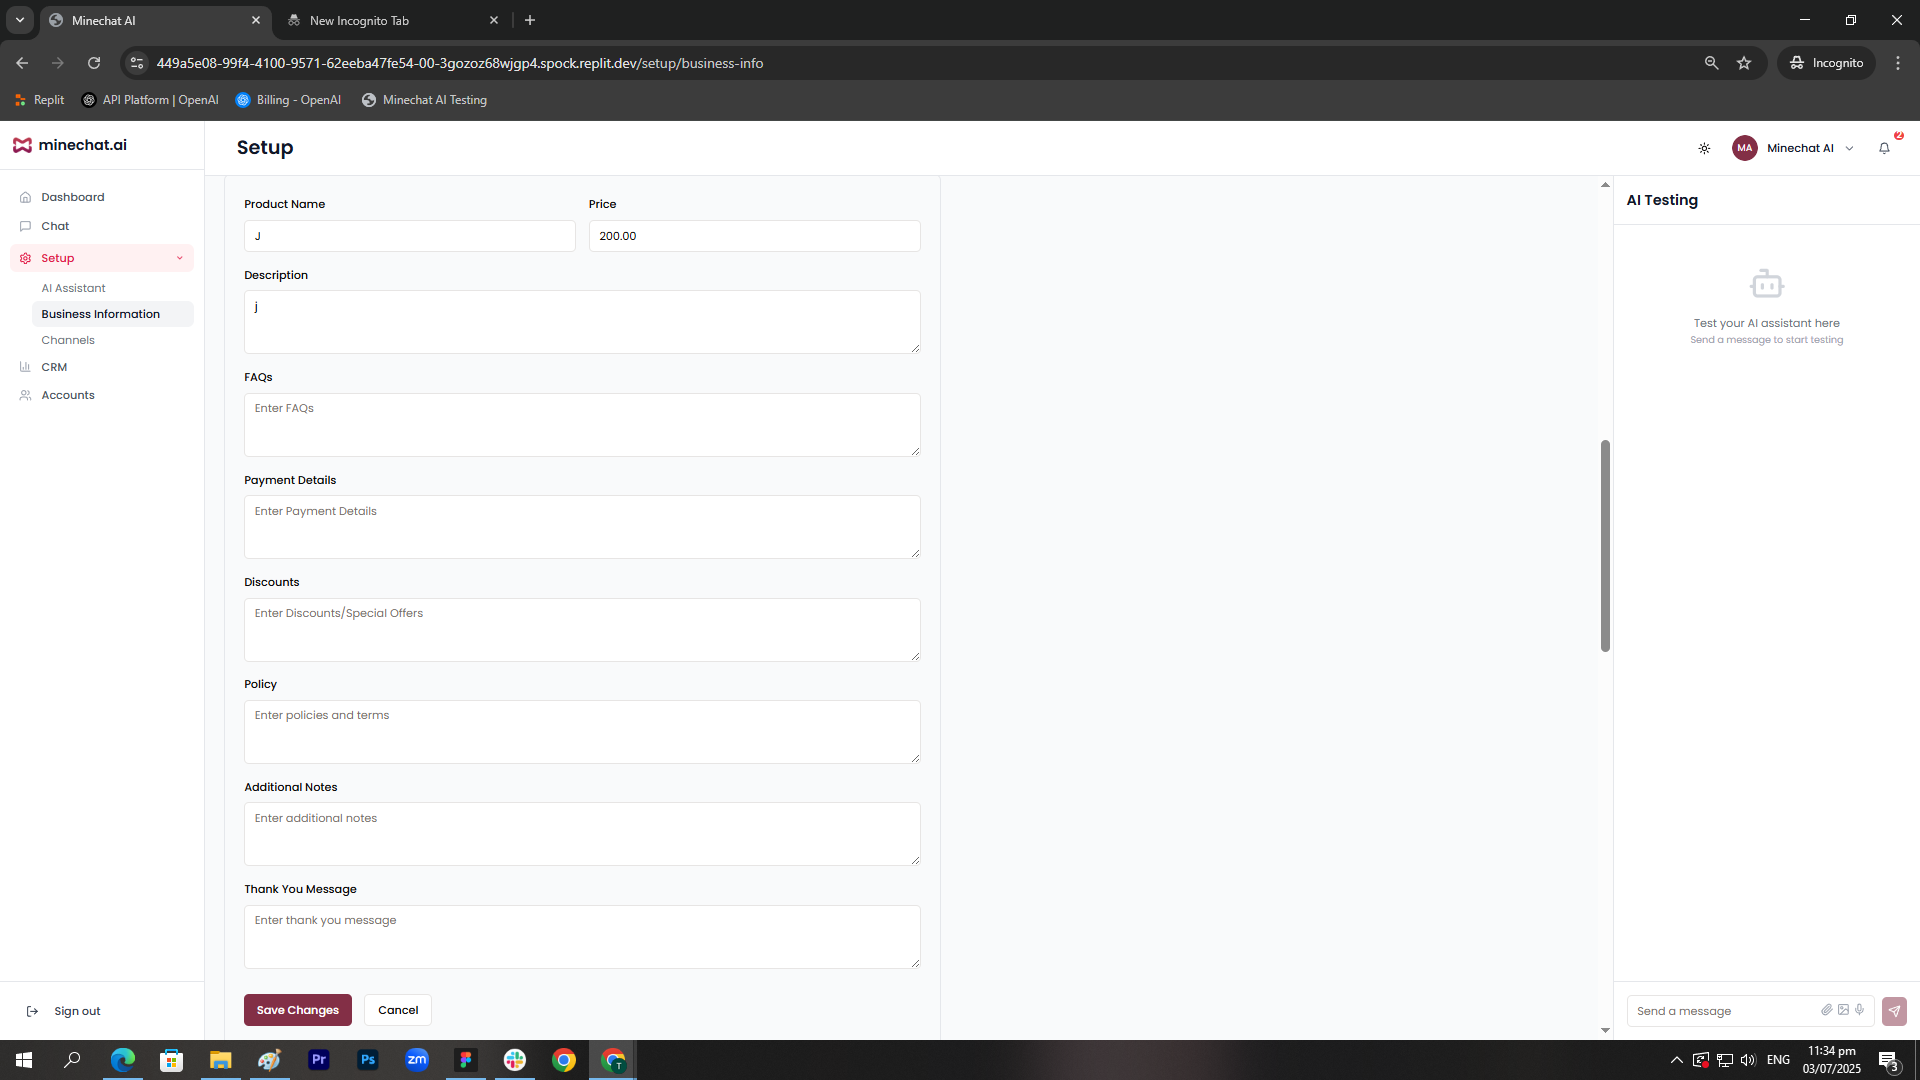 Minechat AI
New Incognito Tab
449a5e08-99f4-4100-9571-62eeba47fe54-00-3gozoz68wjgp4.spock.replit.dev/setup/business-info
Incognito
Replit
API Platform | OpenAI
Billing - OpenAI
Minechat AI Testing
minechat.ai
Setup
MA
Minechat AI
2
Dashboard
Chat
Setup
AI Assistant
Business Information
Channels
CRM
Accounts
Sign out
Product Name
Price
J
200.00
Description
j
FAQs
Enter FAQs
Payment Details
Enter Payment Details
Discounts
Enter Discounts/Special Offers
Policy
Enter policies and terms
Additional Notes
Enter additional notes
Thank You Message
Enter thank you message
Save Changes
Cancel
AI Testing
Test your AI assistant here
Send a message to start testing
Send a message
Pr
Ps
zm
T
ENG
11:34 pm
03/07/2025
3